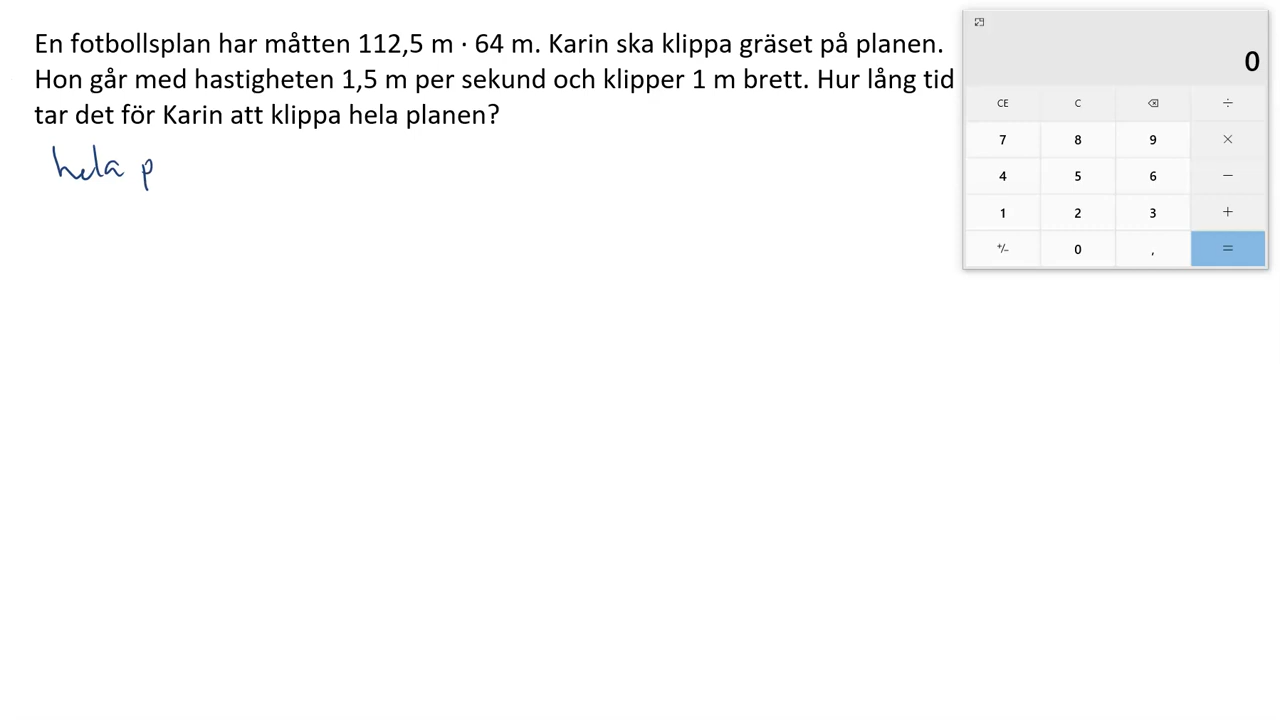 En fotbollsplan har måtten 112,5 m · 64 m. Karin ska klippa gräset på planen.
Hon går med hastigheten 1,5 m per sekund och klipper 1 m brett. Hur lång tid
tar det för Karin att klippa hela planen?
hela p
0
CE C ⌫ ÷
7 8 9 ×
4 5 6 −
1 2 3 +
+/− 0 , =